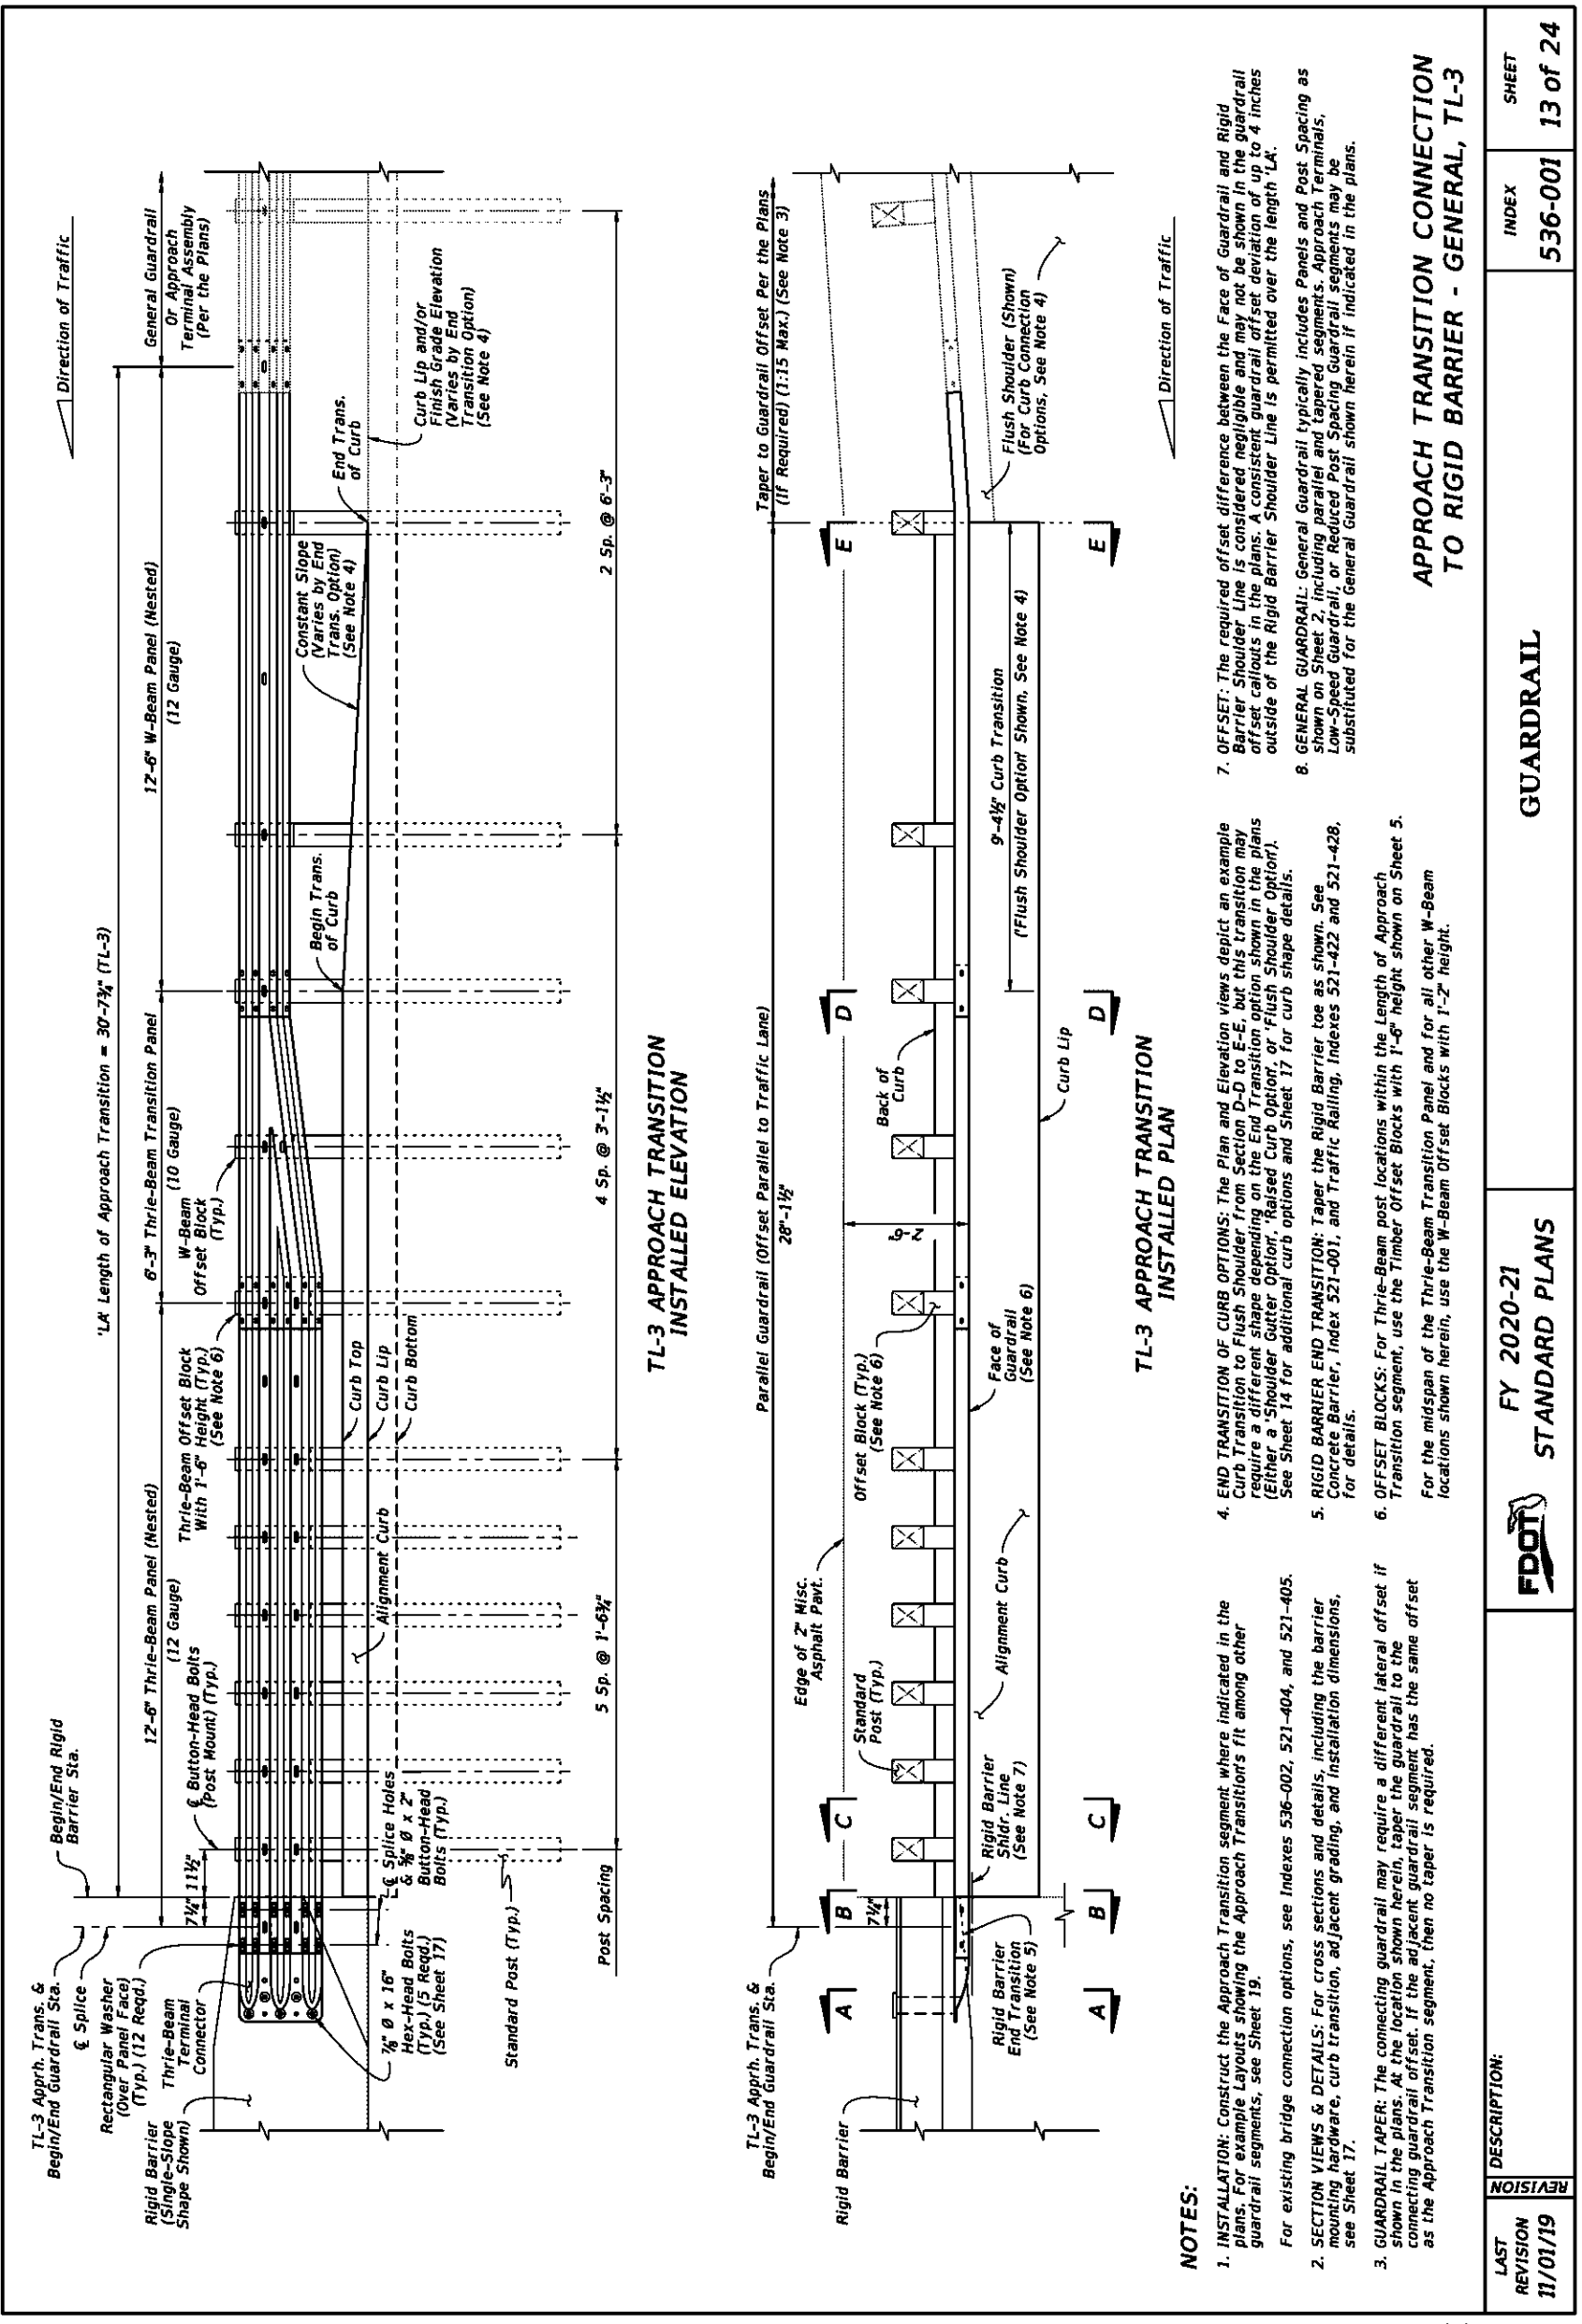 Direction of Traffic
Begin/End Rigid
Barrier Sta.
TL-3 Apprh. Trans. &
Begin/End Guardrail Sta.
℄ Splice
Rectangular Washer
(Over Panel Face)
(Typ.) (12 Reqd.)
Rigid Barrier
(Single-Slope
Shape Shown)
Thrie-Beam
Terminal
Connector
'LA' Length of Approach Transition = 30'-7¾" (TL-3)
12'-6" Thrie-Beam Panel (Nested)
(12 Gauge)
6'-3" Thrie-Beam Transition Panel
(10 Gauge)
12'-6" W-Beam Panel (Nested)
(12 Gauge)
General Guardrail
Or Approach
Terminal Assembly
(Per the Plans)
7¼"
11½"
℄ Button-Head Bolts
(Post Mount) (Typ.)
Thrie-Beam Offset Block
With 1'-6" Height (Typ.)
(See Note 6)
W-Beam
Offset Block
(Typ.)
Begin Trans.
of Curb
Constant Slope
(Varies by End
Trans. Option)
(See Note 4)
End Trans.
of Curb
Curb Lip and/or
Finish Grade Elevation
(Varies by End
Transition Option)
(See Note 4)
⅞" Ø x 16"
Hex-Head Bolts
(Typ.) (5 Reqd.)
(See Sheet 17)
℄ Splice Holes
& ⅝" Ø x 2"
Button-Head
Bolts (Typ.)
Alignment Curb
Curb Top
Curb Lip
Curb Bottom
Standard Post (Typ.)
Post Spacing
5 Sp. @ 1'-6¾"
4 Sp. @ 3'-1½"
2 Sp. @ 6'-3"
TL-3 APPROACH TRANSITION
INSTALLED ELEVATION
TL-3 Apprh. Trans. &
Begin/End Guardrail Sta.
Parallel Guardrail (Offset Parallel to Traffic Lane)
28'-1½"
Taper to Guardrail Offset Per the Plans
(If Required) (1:15 Max.) (See Note 3)
Rigid Barrier
7¼"
Edge of 2" Misc.
Asphalt Pavt.
Standard
Post (Typ.)
Offset Block (Typ.)
(See Note 6)
2'-6"
Back of
Curb
A
B
C
D
E
Rigid Barrier
End Transition
(See Note 5)
Rigid Barrier
Shldr. Line
(See Note 7)
Alignment Curb
Face of
Guardrail
(See Note 6)
Curb Lip
9'-4½" Curb Transition
('Flush Shoulder Option' Shown, See Note 4)
Flush Shoulder (Shown)
(For Curb Connection
Options, See Note 4)
A
B
C
D
E
Direction of Traffic
TL-3 APPROACH TRANSITION
INSTALLED PLAN
NOTES:
1. INSTALLATION: Construct the Approach Transition segment where indicated in the
plans. For example Layouts showing the Approach Transitions fit among other
guardrail segments, see Sheet 19.
For existing bridge connection options, see Indexes 536-002, 521-404, and 521-405.
2. SECTION VIEWS & DETAILS: For cross sections and details, including the barrier
mounting hardware, curb transition, adjacent grading, and installation dimensions,
see Sheet 17.
3. GUARDRAIL TAPER: The connecting guardrail may require a different lateral offset if
shown in the plans. At the location shown herein, taper the guardrail to the
connecting guardrail offset. If the adjacent guardrail segment has the same offset
as the Approach Transition segment, then no taper is required.
4. END TRANSITION OF CURB OPTIONS: The Plan and Elevation views depict an example
Curb Transition to Flush Shoulder from Section D-D to E-E, but this transition may
require a different shape depending on the End Transition option shown in the plans
(Either a 'Shoulder Gutter Option', 'Raised Curb Option', or 'Flush Shoulder Option').
See Sheet 14 for additional curb options and Sheet 17 for curb shape details.
5. RIGID BARRIER END TRANSITION: Taper the Rigid Barrier toe as shown. See
Concrete Barrier, Index 521-001, and Traffic Railing, Indexes 521-422 and 521-428,
for details.
6. OFFSET BLOCKS: For Thrie-Beam post locations within the Length of Approach
Transition segment, use the Timber Offset Blocks with 1'-6" height shown on Sheet 5.
For the midspan of the Thrie-Beam Transition Panel and for all other W-Beam
locations shown herein, use the W-Beam Offset Blocks with 1'-2" height.
7. OFFSET: The required offset difference between the Face of Guardrail and Rigid
Barrier Shoulder Line is considered negligible and may not be shown in the guardrail
offset callouts in the plans. A consistent guardrail offset deviation of up to 4 inches
outside of the Rigid Barrier Shoulder Line is permitted over the length 'LA'.
8. GENERAL GUARDRAIL: General Guardrail typically includes Panels and Post Spacing as
shown on Sheet 2, including parallel and tapered segments. Approach Terminals,
Low-Speed Guardrail, or Reduced Post Spacing Guardrail segments may be
substituted for the General Guardrail shown herein if indicated in the plans.
APPROACH TRANSITION CONNECTION
TO RIGID BARRIER - GENERAL, TL-3
LAST
REVISION
11/01/19
REVISION
DESCRIPTION:
FDOT
FY 2020-21
STANDARD PLANS
GUARDRAIL
INDEX
536-001
SHEET
13 of 24